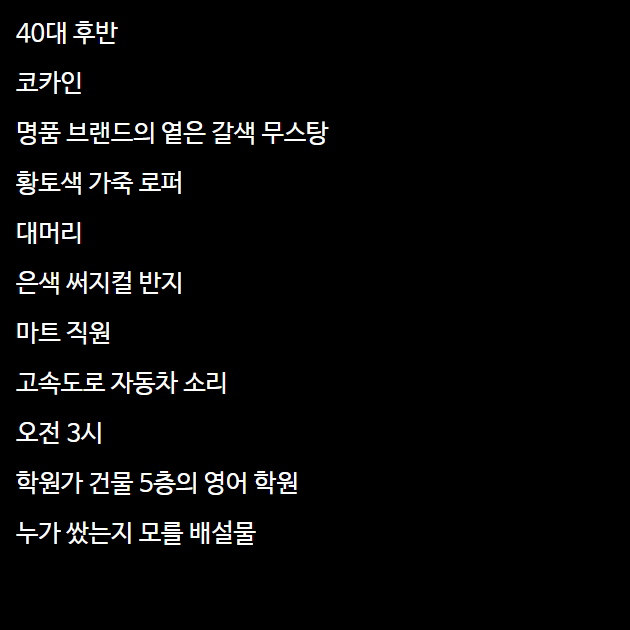 40대 후반
코카인
명품 브랜드의 옅은 갈색 무스탕
황토색 가죽 로퍼
대머리
은색 써지컬 반지
마트 직원
고속도로 자동차 소리
오전 3시
학원가 건물 5층의 영어 학원
누가 쌌는지 모를 배설물